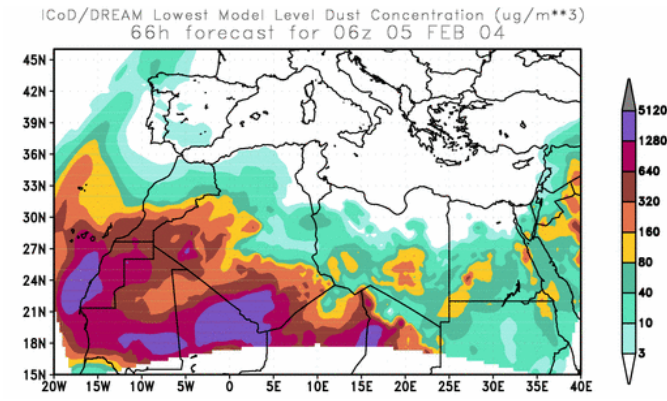 ICoD/DREAM Lowest Model Level Dust Concentration (ug/m**3)
66h forecast for 06z 05 FEB 04
45N
42N
39N
36N
33N
30N
27N
24N
21N
18N
15N
20W 15W 10W 5W 0 5E 10E 15E 20E 25E 30E 35E 40E
5120
1280
640
320
160
80
40
10
3